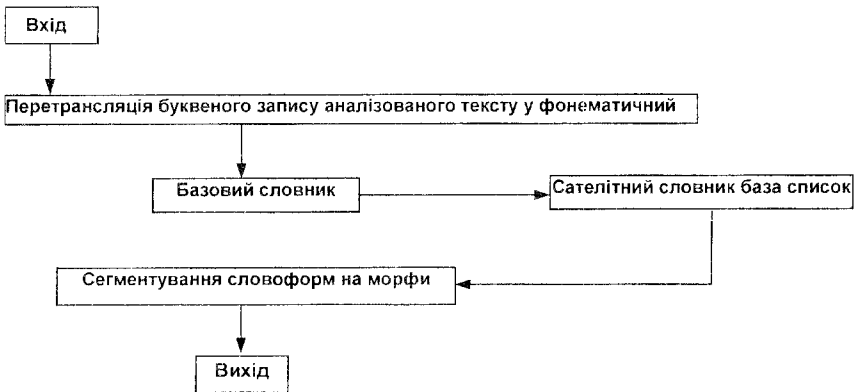 Вхід
Перетрансляція буквеного запису аналізованого тексту у фонематичний
Базовий словник
Сателітний словник база список
Сегментування словоформ на морфи
Вихід